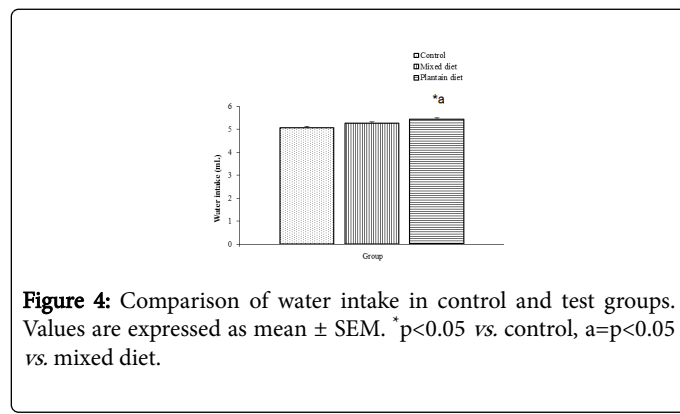 Control
Mixed diet
Plantain diet
*a
6
5
4
3
2
1
0
Water intake (mL)
Group
Figure 4: Comparison of water intake in control and test groups.
Values are expressed as mean ± SEM. *p<0.05 vs. control, a=p<0.05
vs. mixed diet.